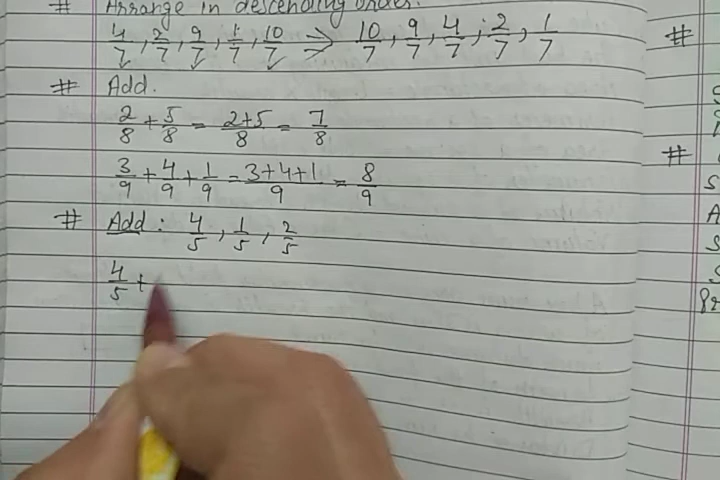 # Arrange in descending order.
4/7, 2/7, 9/7, 1/7, 10/7 ⇒ 10/7, 9/7, 4/7, 2/7, 1/7
# Add.
2/8 + 5/8 = 2+5/8 = 7/8
3/9 + 4/9 + 1/9 = 3+4+1/9 = 8/9
# Add : 4/5, 1/5, 2/5
4/5 +
#
#